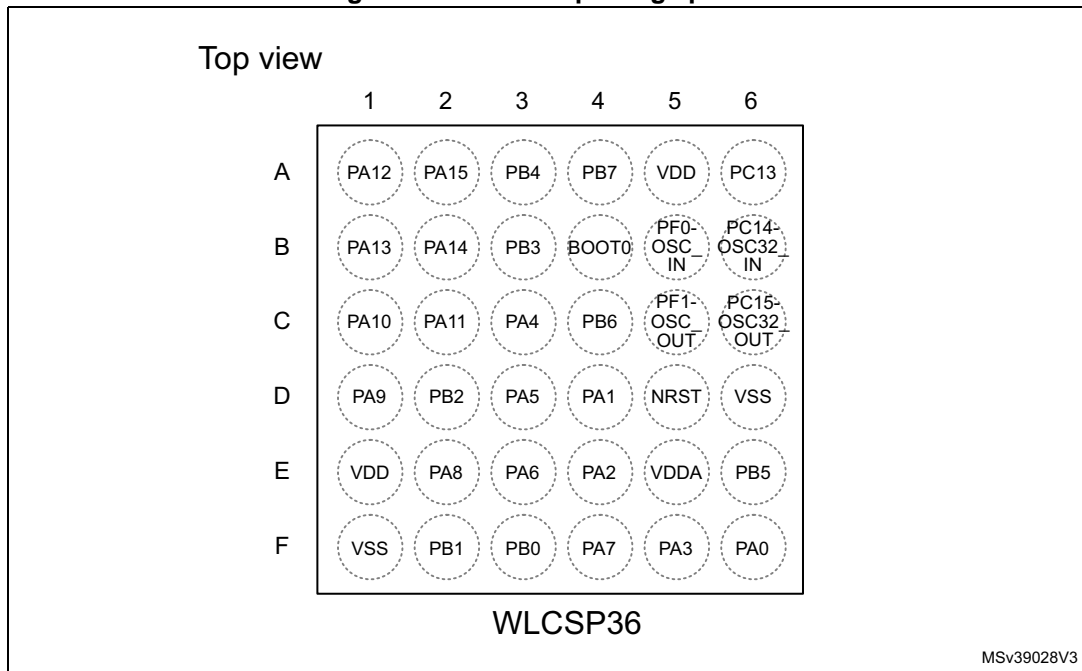 Top view
1 2 3 4 5 6
A PA12 PA15 PB4 PB7 VDD PC13
B PA13 PA14 PB3 BOOT0 PF0-OSC_IN PC14-OSC32_IN
C PA10 PA11 PA4 PB6 PF1-OSC_OUT PC15-OSC32_OUT
D PA9 PB2 PA5 PA1 NRST VSS
E VDD PA8 PA6 PA2 VDDA PB5
F VSS PB1 PB0 PA7 PA3 PA0
WLCSP36
MSv39028V3